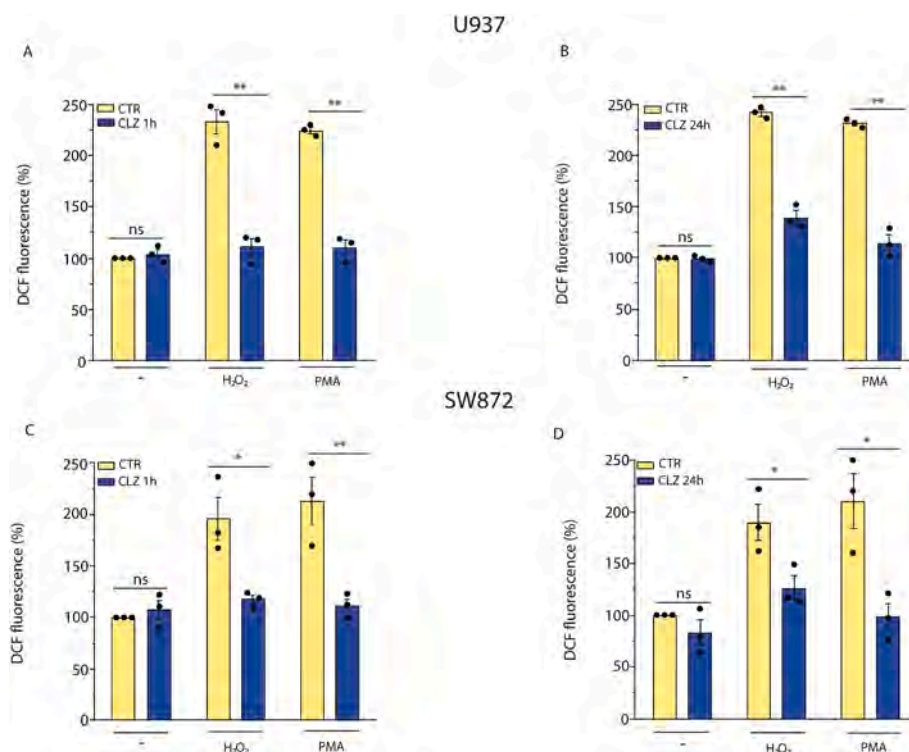 U937
A
CTR
CLZ 1h
DCF fluorescence (%)
250
200
150
100
50
0
ns
**
**
-
H₂O₂
PMA
B
CTR
CLZ 24h
DCF fluorescence (%)
250
200
150
100
50
0
ns
**
**
-
H₂O₂
PMA
SW872
C
CTR
CLZ 1h
DCF fluorescence (%)
250
200
150
100
50
0
ns
*
**
-
H₂O₂
PMA
D
CTR
CLZ 24h
DCF fluorescence (%)
250
200
150
100
50
0
ns
*
*
-
H₂O₂
PMA